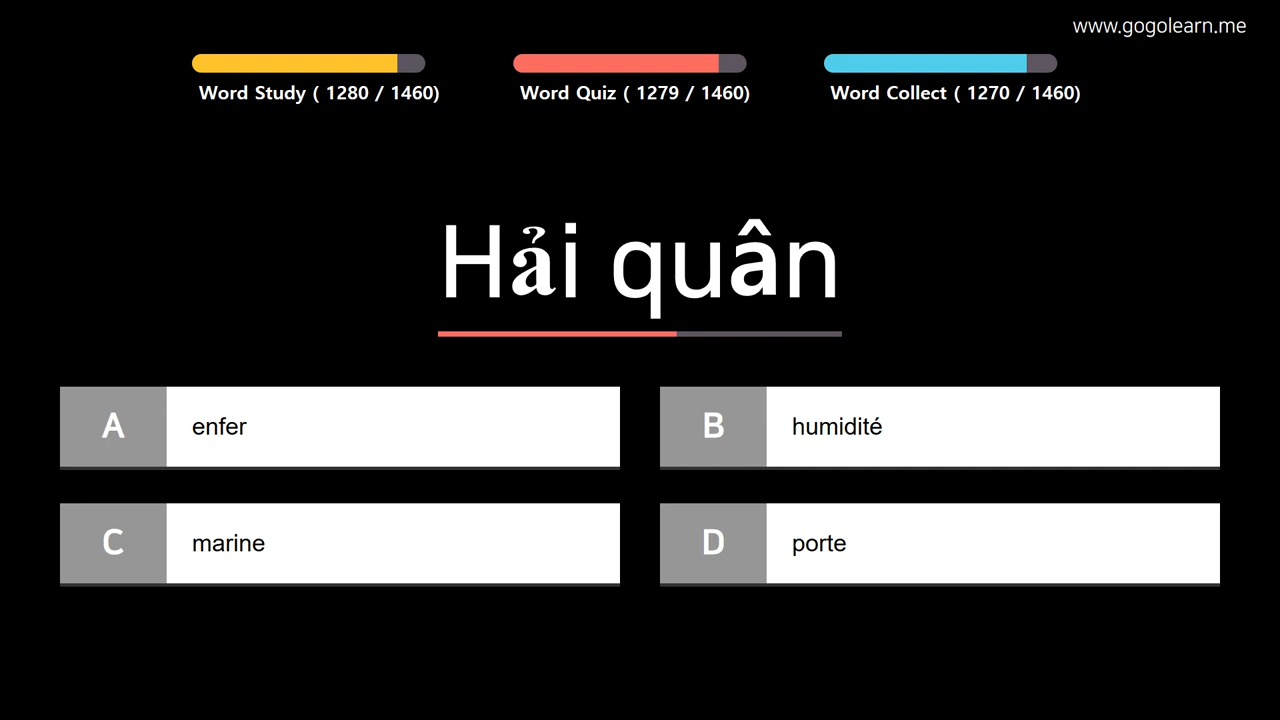 www.gogolearn.me
Word Study ( 1280 / 1460)
Word Quiz ( 1279 / 1460)
Word Collect ( 1270 / 1460)
Hải quân
A enfer
B humidité
C marine
D porte